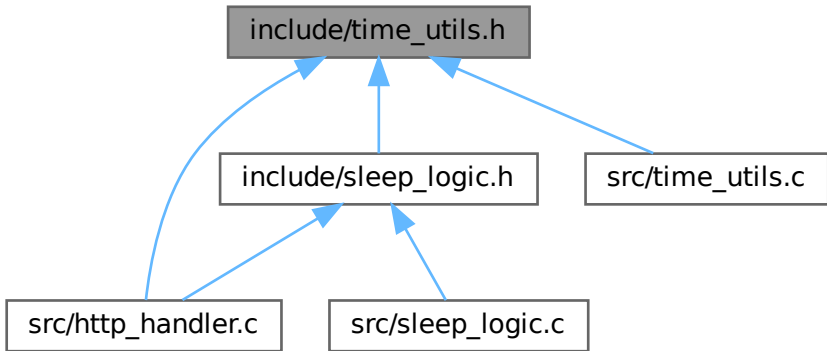 include/time_utils.h
include/sleep_logic.h
src/time_utils.c
src/http_handler.c
src/sleep_logic.c